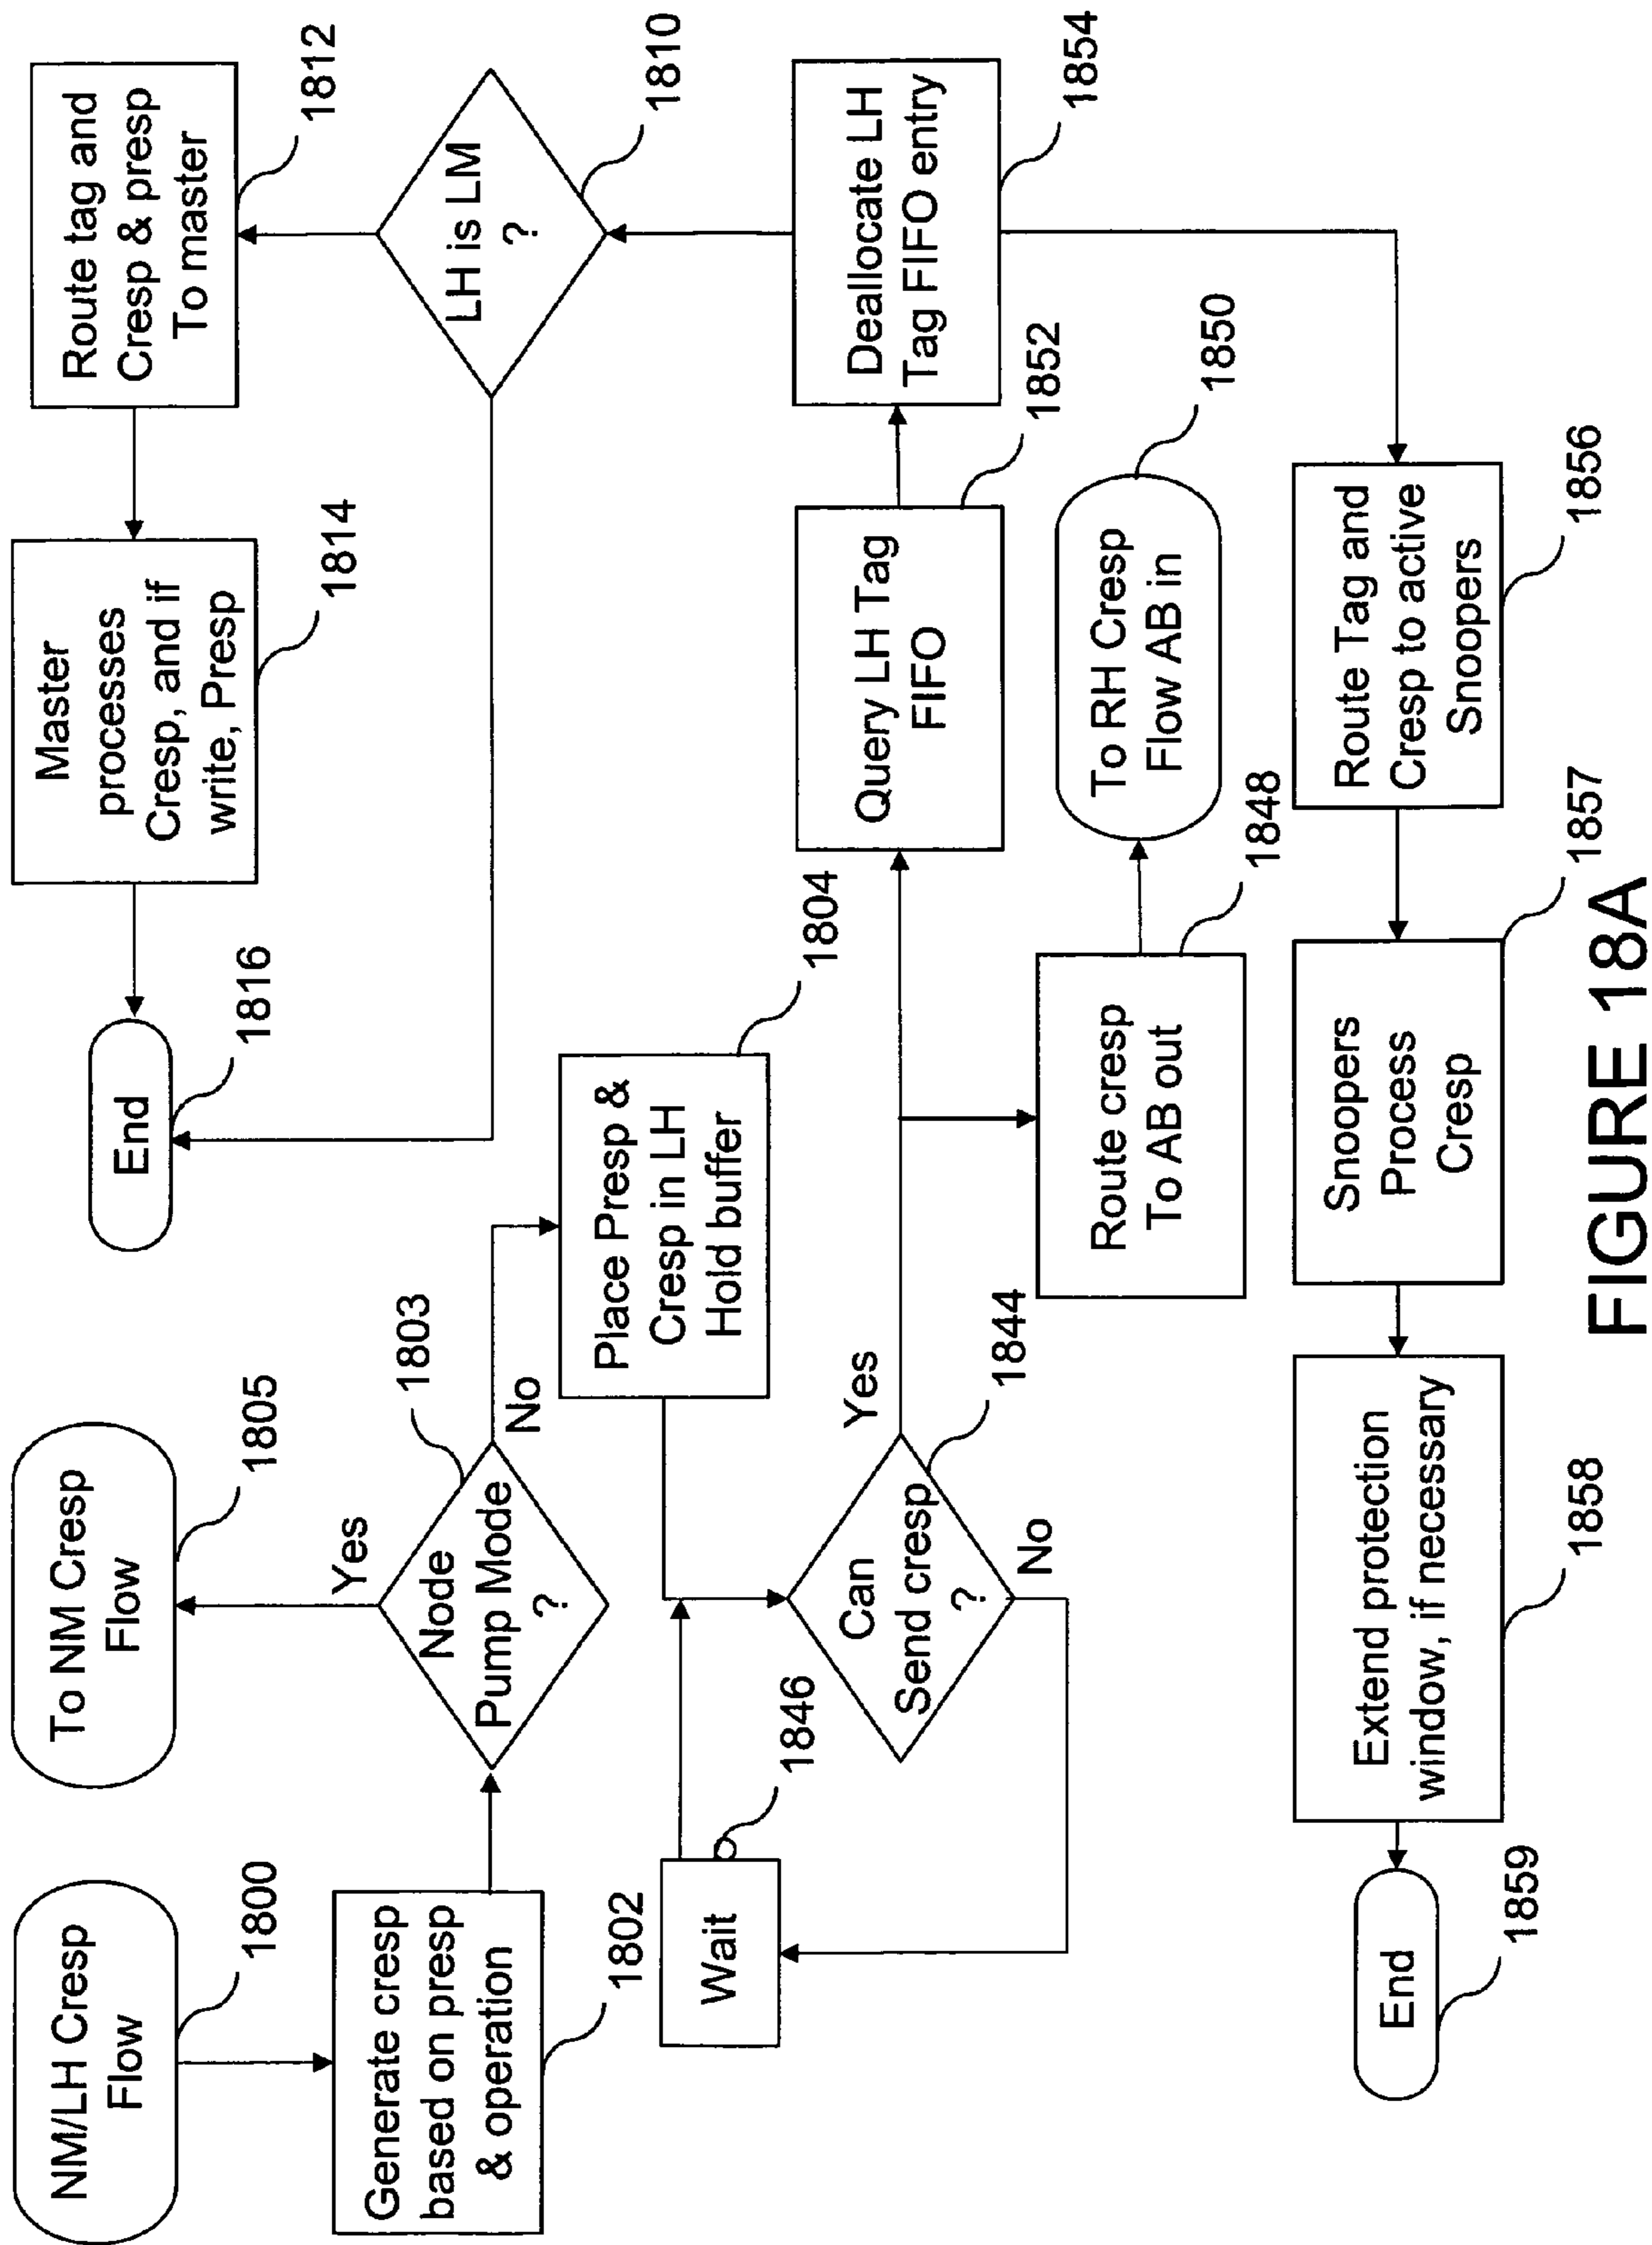 NM/LH Cresp
Flow
1800
Generate cresp
based on presp
& operation
1802
To NM Cresp
Flow
1805
Yes
Node
Pump Mode
?
1803
No
Place Presp &
Cresp in LH
Hold buffer
1804
Wait
1846
Can
Send cresp
?
1844
Yes
No
Route cresp
To AB out
1848
To RH Cresp
Flow AB in
1850
Query LH Tag
FIFO
1852
Deallocate LH
Tag FIFO entry
1854
LH is LM
?
1810
Route tag and
Cresp & presp
To master
1812
Master
processes
Cresp, and if
write, Presp
1814
End
1816
Route Tag and
Cresp to active
Snoopers
1856
Snoopers
Process
Cresp
1857
Extend protection
window, if necessary
1858
End
1859
FIGURE 18A